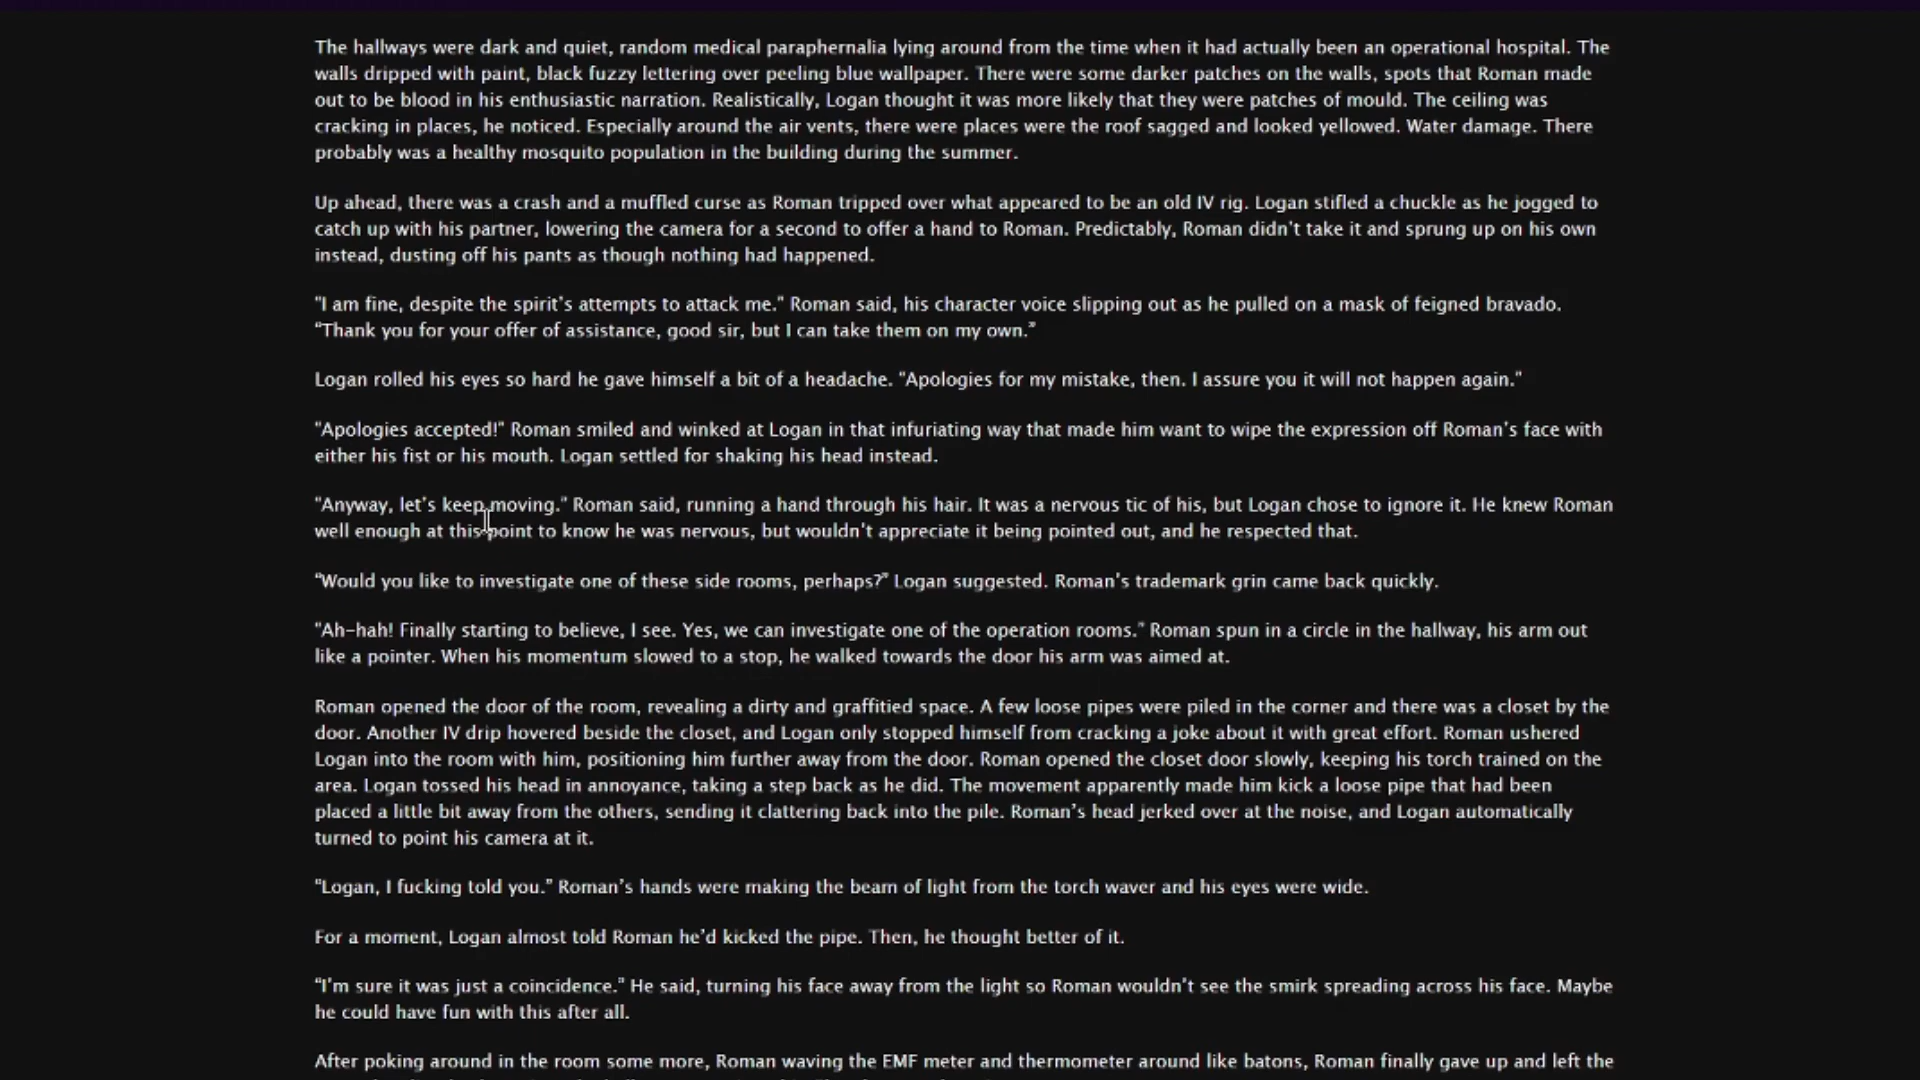 The hallways were dark and quiet, random medical paraphernalia lying around from the time when it had actually been an operational hospital. The
walls dripped with paint, black fuzzy lettering over peeling blue wallpaper. There were some darker patches on the walls, spots that Roman made
out to be blood in his enthusiastic narration. Realistically, Logan thought it was more likely that they were patches of mould. The ceiling was
cracking in places, he noticed. Especially around the air vents, there were places were the roof sagged and looked yellowed. Water damage. There
probably was a healthy mosquito population in the building during the summer.
Up ahead, there was a crash and a muffled curse as Roman tripped over what appeared to be an old IV rig. Logan stifled a chuckle as he jogged to
catch up with his partner, lowering the camera for a second to offer a hand to Roman. Predictably, Roman didn't take it and sprung up on his own
instead, dusting off his pants as though nothing had happened.
"I am fine, despite the spirit's attempts to attack me." Roman said, his character voice slipping out as he pulled on a mask of feigned bravado.
"Thank you for your offer of assistance, good sir, but I can take them on my own."
Logan rolled his eyes so hard he gave himself a bit of a headache. "Apologies for my mistake, then. I assure you it will not happen again."
"Apologies accepted!" Roman smiled and winked at Logan in that infuriating way that made him want to wipe the expression off Roman's face with
either his fist or his mouth. Logan settled for shaking his head instead.
"Anyway, let's keep moving." Roman said, running a hand through his hair. It was a nervous tic of his, but Logan chose to ignore it. He knew Roman
well enough at this point to know he was nervous, but wouldn't appreciate it being pointed out, and he respected that.
"Would you like to investigate one of these side rooms, perhaps?" Logan suggested. Roman's trademark grin came back quickly.
"Ah-hah! Finally starting to believe, I see. Yes, we can investigate one of the operation rooms." Roman spun in a circle in the hallway, his arm out
like a pointer. When his momentum slowed to a stop, he walked towards the door his arm was aimed at.
Roman opened the door of the room, revealing a dirty and graffitied space. A few loose pipes were piled in the corner and there was a closet by the
door. Another IV drip hovered beside the closet, and Logan only stopped himself from cracking a joke about it with great effort. Roman ushered
Logan into the room with him, positioning him further away from the door. Roman opened the closet door slowly, keeping his torch trained on the
area. Logan tossed his head in annoyance, taking a step back as he did. The movement apparently made him kick a loose pipe that had been
placed a little bit away from the others, sending it clattering back into the pile. Roman's head jerked over at the noise, and Logan automatically
turned to point his camera at it.
"Logan, I fucking told you." Roman's hands were making the beam of light from the torch waver and his eyes were wide.
For a moment, Logan almost told Roman he'd kicked the pipe. Then, he thought better of it.
"I'm sure it was just a coincidence." He said, turning his face away from the light so Roman wouldn't see the smirk spreading across his face. Maybe
he could have fun with this after all.
After poking around in the room some more, Roman waving the EMF meter and thermometer around like batons, Roman finally gave up and left the